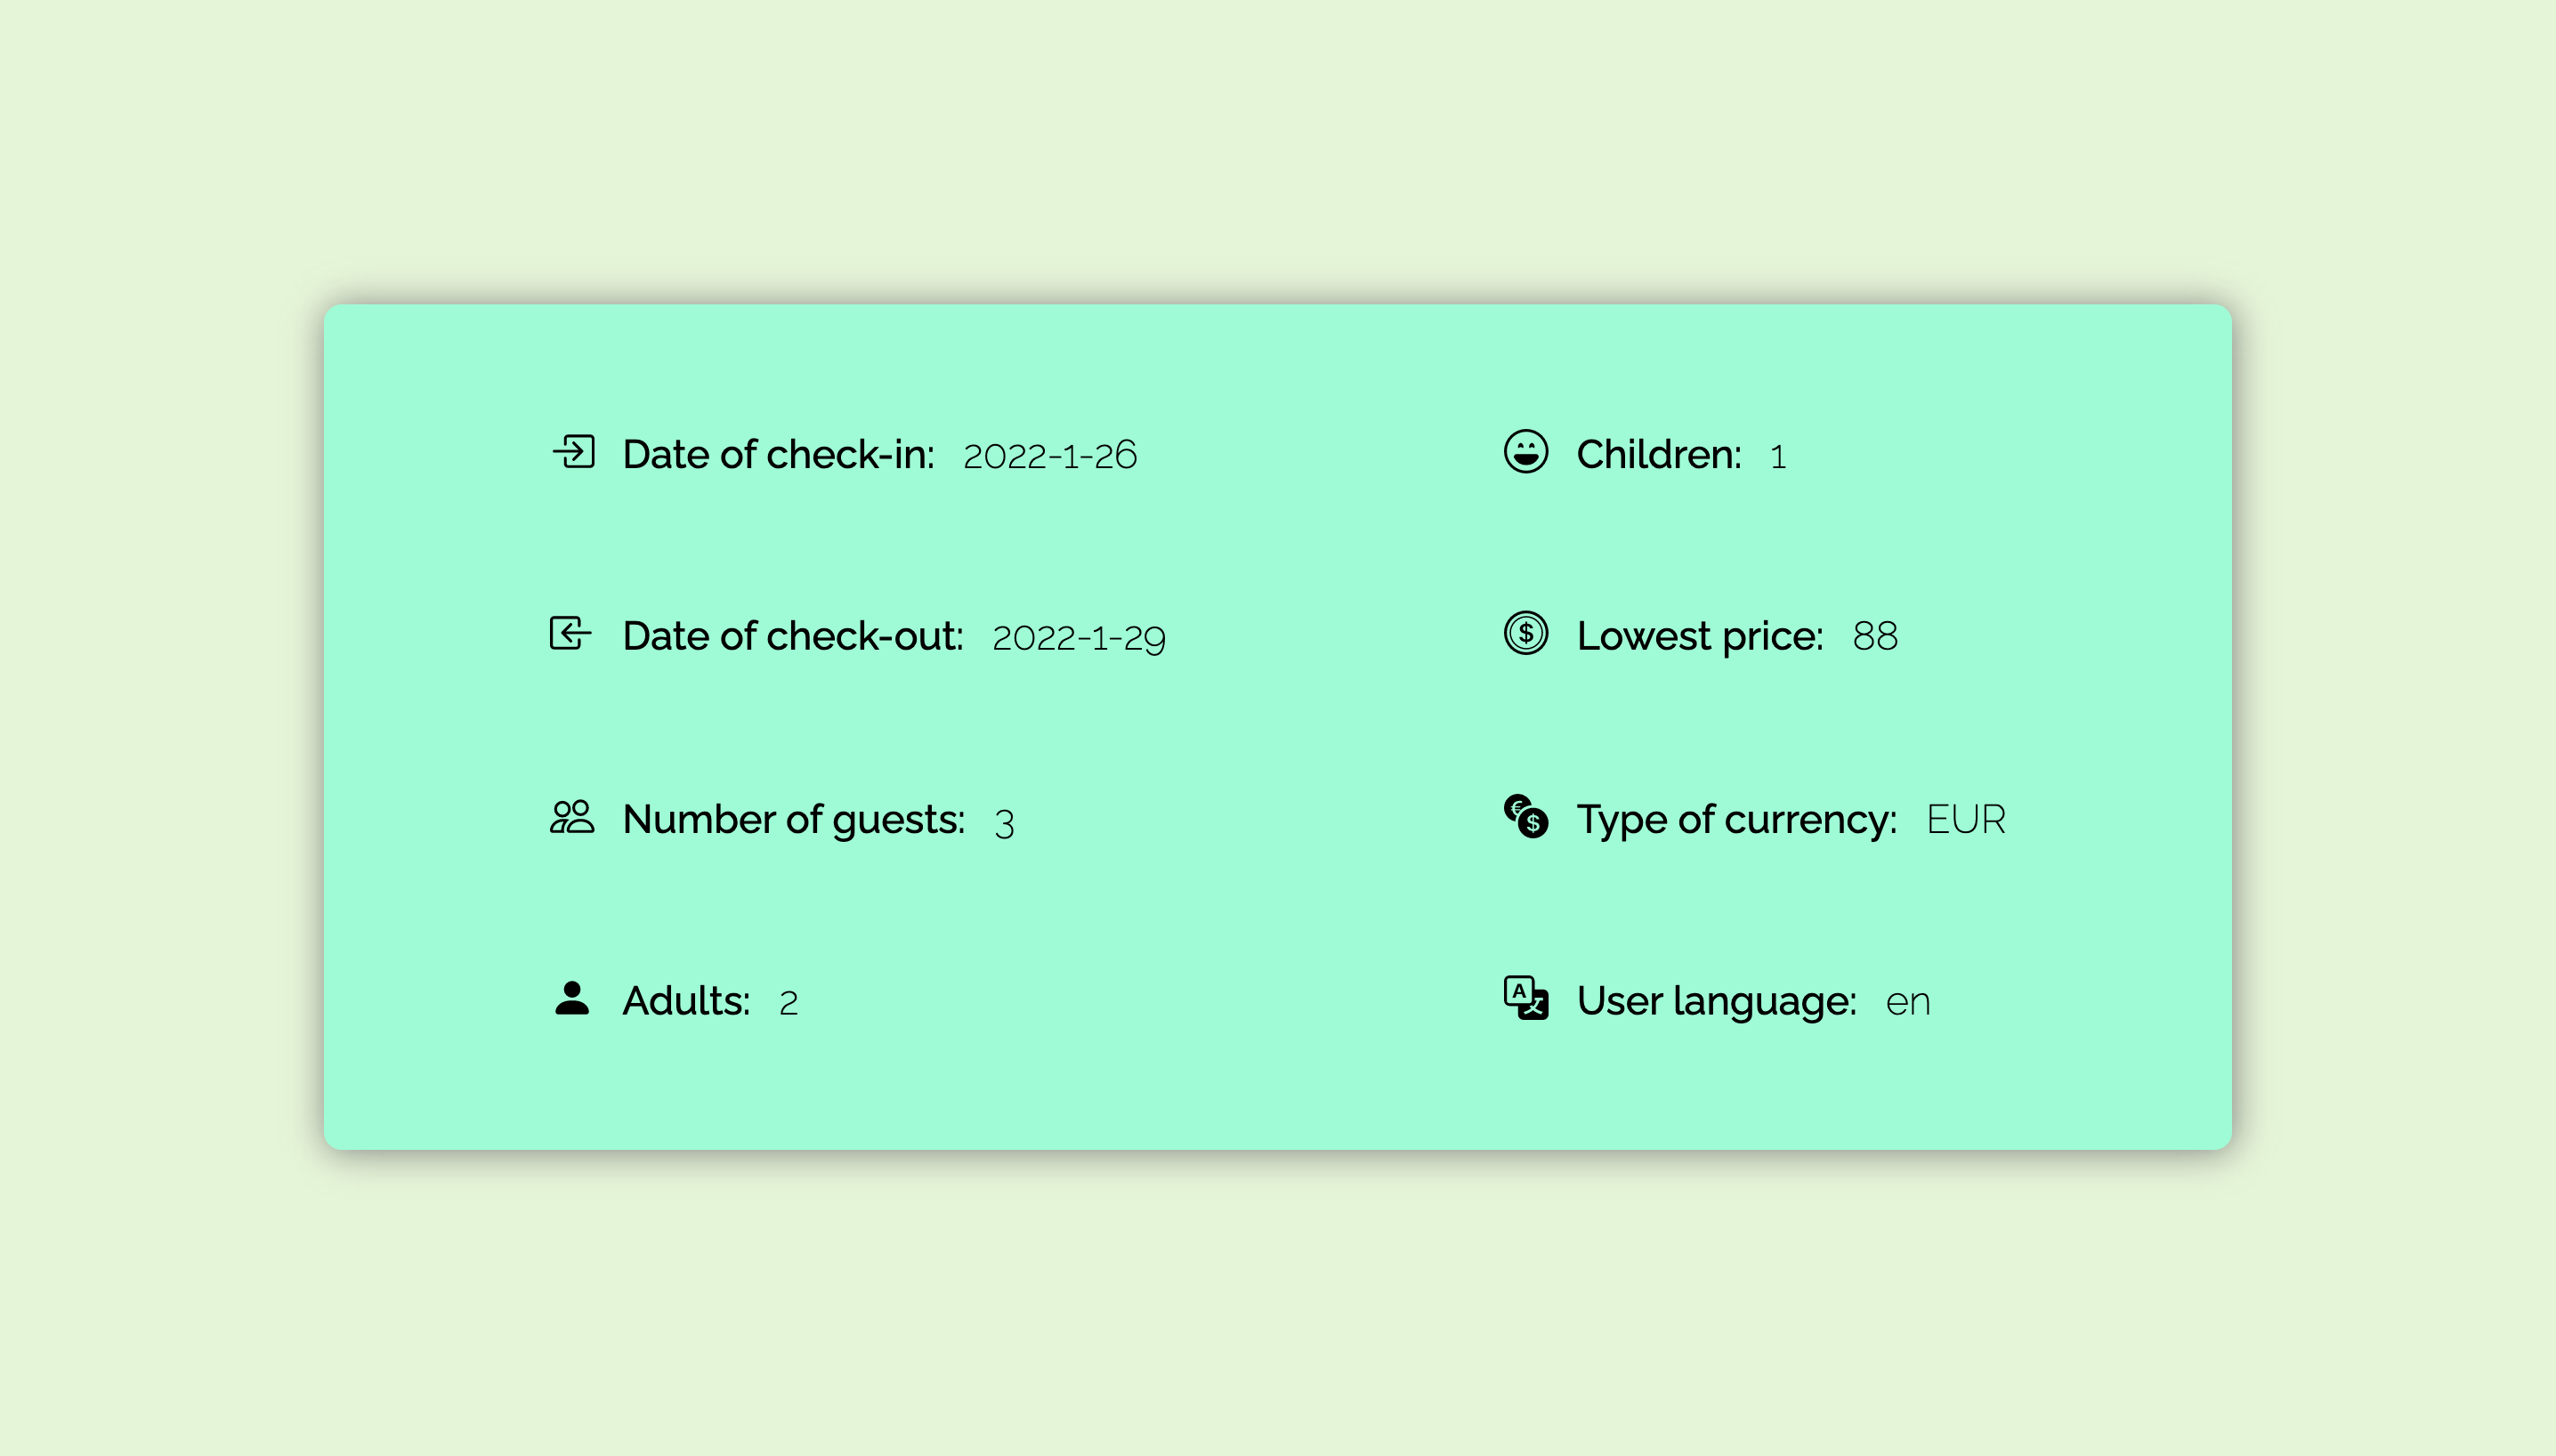 Date of check-in: 2022-1-26
Date of check-out: 2022-1-29
Number of guests: 3
Adults: 2
Children: 1
Lowest price: 88
Type of currency: EUR
User language: en